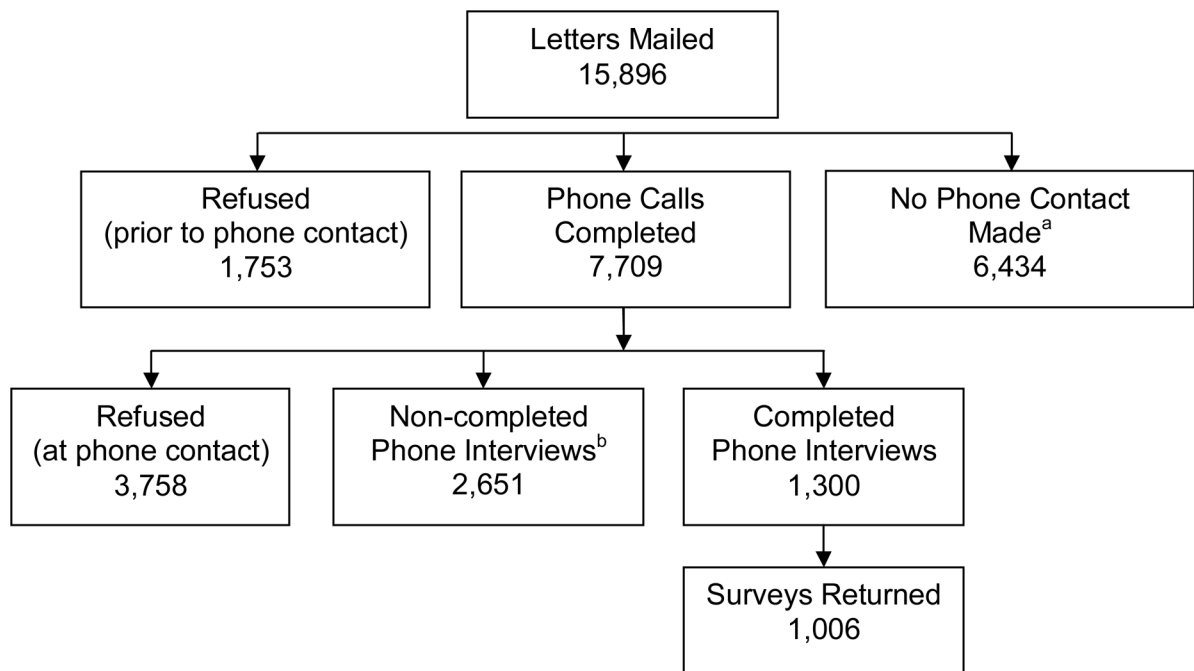 Letters Mailed
15,896
Refused
(prior to phone contact)
1,753
Phone Calls
Completed
7,709
No Phone Contact
Madeᵃ
6,434
Refused
(at phone contact)
3,758
Non-completed
Phone Interviewsᵇ
2,651
Completed
Phone Interviews
1,300
Surveys Returned
1,006